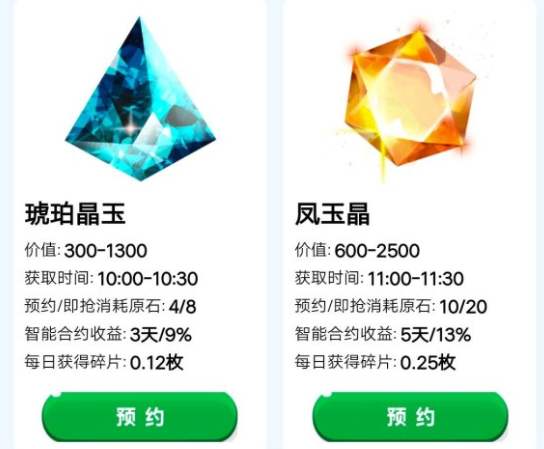 琥珀晶玉
价值: 300-1300
获取时间: 10:00-10:30
预约/即抢消耗原石: 4/8
智能合约收益: 3天/9%
每日获得碎片: 0.12枚
预约
凤玉晶
价值: 600-2500
获取时间: 11:00-11:30
预约/即抢消耗原石: 10/20
智能合约收益: 5天/13%
每日获得碎片: 0.25枚
预约